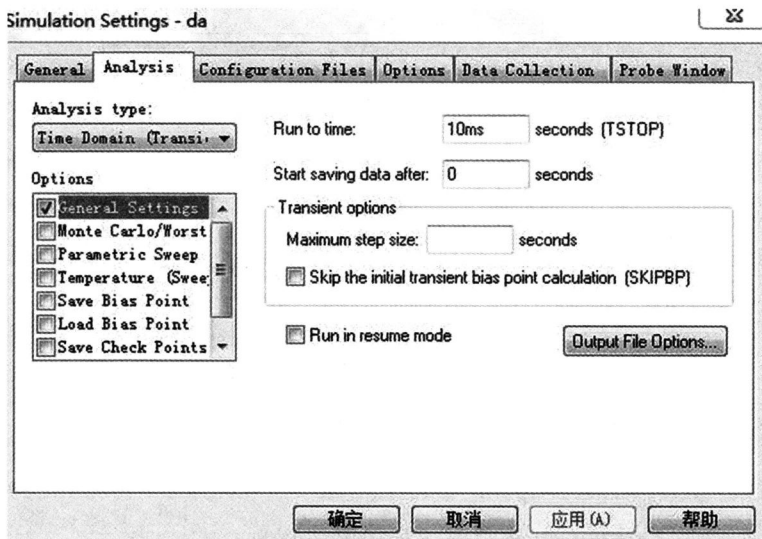 Simulation Settings - da
General Analysis Configuration Files Options Data Collection Probe Window
Analysis type:
Time Domain (Transi
Options
General Settings
Monte Carlo/Worst
Parametric Sweep
Temperature (Swee
Save Bias Point
Load Bias Point
Save Check Points
Run to time: 10ms seconds (TSTOP)
Start saving data after: 0 seconds
Transient options
Maximum step size: seconds
Skip the initial transient bias point calculation (SKIPBP)
Run in resume mode
Output File Options...
确定 取消 应用(A) 帮助